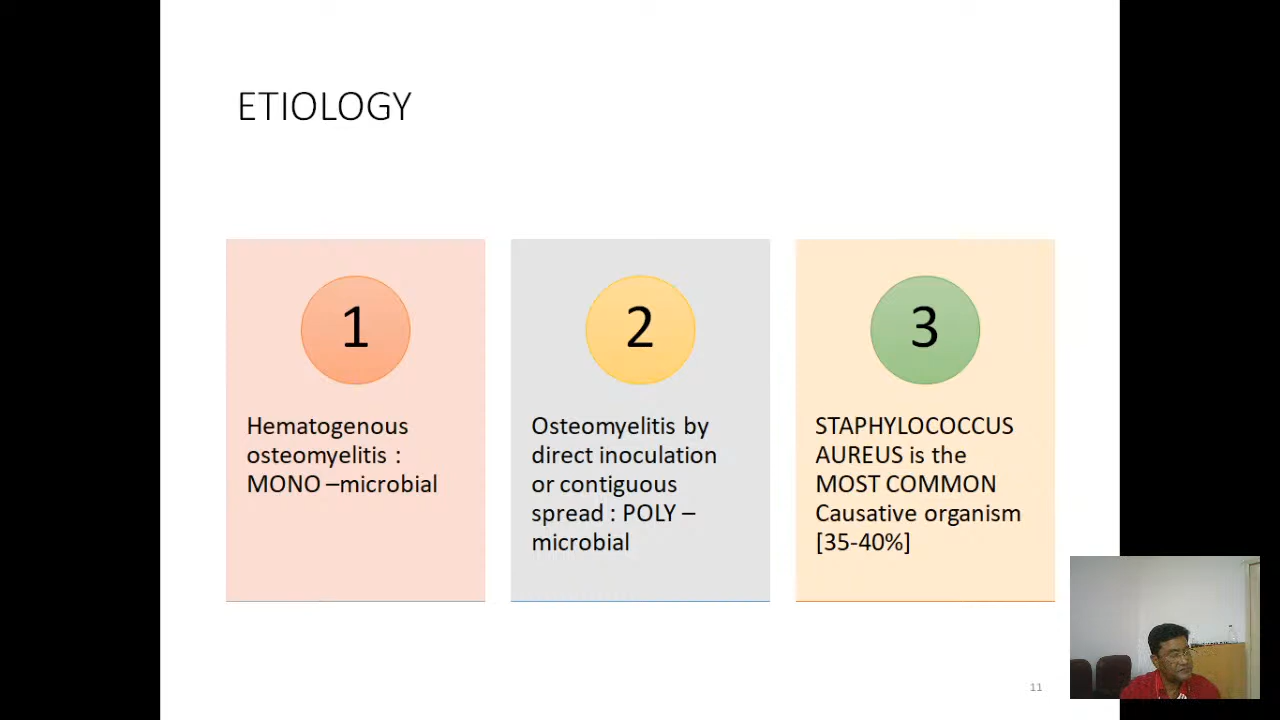 ETIOLOGY
1
Hematogenous
osteomyelitis :
MONO –microbial
2
Osteomyelitis by
direct inoculation
or contiguous
spread : POLY –
microbial
3
STAPHYLOCOCCUS
AUREUS is the
MOST COMMON
Causative organism
[35-40%]
11